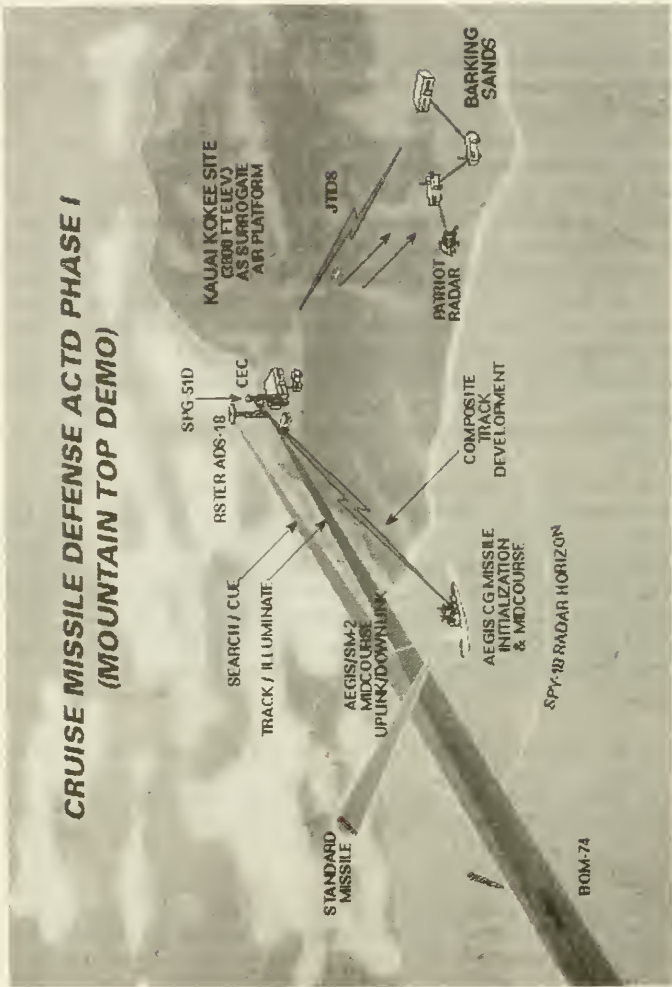 CRUISE MISSILE DEFENSE ACTD PHASE I
(MOUNTAIN TOP DEMO)
KAUAI KOKEE SITE
(3800 FT ELEV)
AS SURROGATE
AIR PLATFORM
SPG-51D
CEC
RSTER ADS-18
JTIDS
SEARCH / CUE
TRACK / ILLUMINATE
BARKING
SANDS
PATRIOT
RADAR
AEGIS/SM-2
MIDCOURSE
UPLINK/DOWNLINK
COMPOSITE
TRACK
DEVELOPMENT
STANDARD
MISSILE
AEGIS CG MISSILE
INITIALIZATION
& MIDCOURSE
SPY-1B RADAR HORIZON
BQM-74